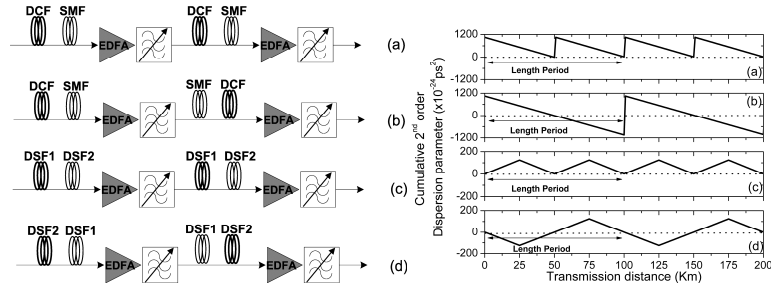 DCF SMF DCF SMF
EDFA EDFA
(a)
DCF SMF SMF DCF
EDFA EDFA
(b)
DSF1 DSF2 DSF1 DSF2
EDFA EDFA
(c)
DSF2 DSF1 DSF1 DSF2
EDFA EDFA
(d)
Cumulative 2nd order
Dispersion parameter (x10-24ps2)
1200
0
-1200
Length Period
(a)
1200
0
-1200
Length Period
(b)
200
0
-200
Length Period
(c)
200
0
-200
Length Period
(d)
0 25 50 75 100 125 150 175 200
Transmission distance (Km)